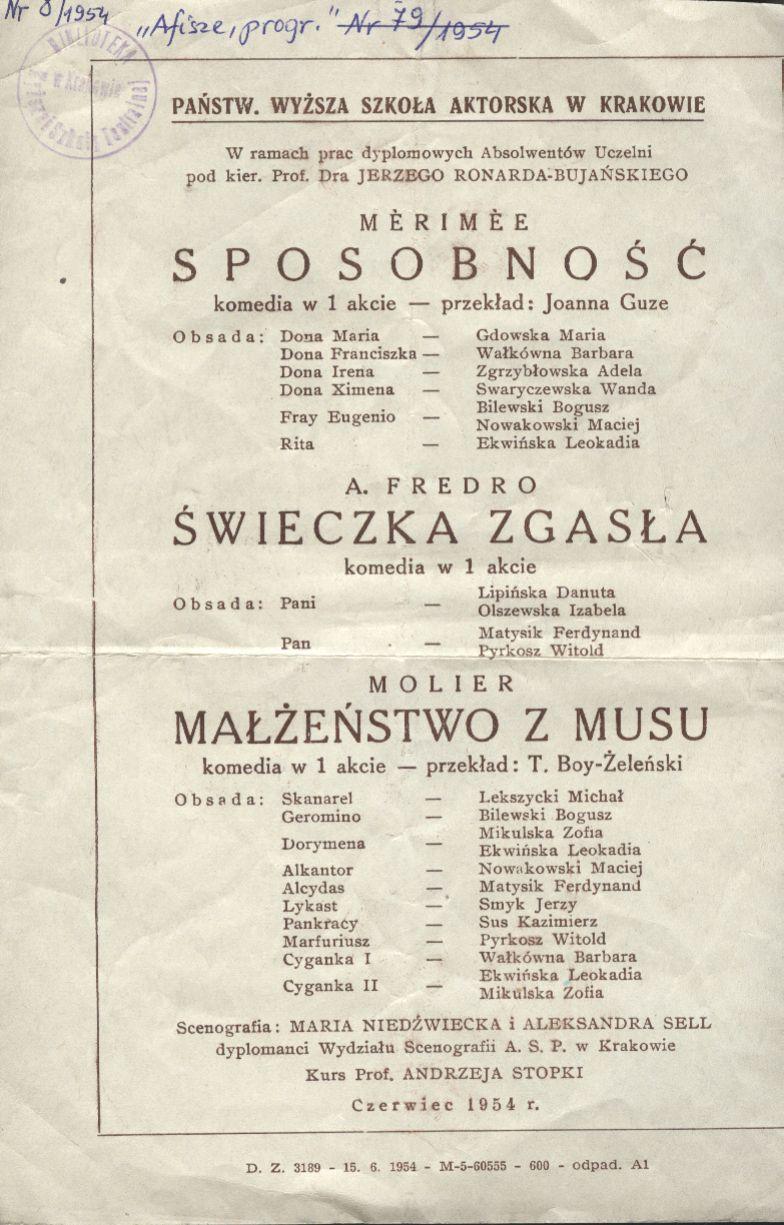 Nr 8/1954 „Afisze, progr." Nr 79/1954
BIBLIOTEKA
w Krakowie
PAŃSTW. WYŻSZA SZKOŁA AKTORSKA W KRAKOWIE
W ramach prac dyplomowych Absolwentów Uczelni
pod kier. Prof. Dra JERZEGO RONARDA-BUJAŃSKIEGO
MÈRIMÈE
SPOSOBNOŚĆ
komedia w 1 akcie — przekład: Joanna Guze
Obsada: Dona Maria — Gdowska Maria
Dona Franciszka — Wałkówna Barbara
Dona Irena — Zgrzybłowska Adela
Dona Ximena — Swaryczewska Wanda
Fray Eugenio — Bilewski Bogusz
Nowakowski Maciej
Rita — Ekwińska Leokadia
A. FREDRO
ŚWIECZKA ZGASŁA
komedia w 1 akcie
Obsada: Pani — Lipińska Danuta
Olszewska Izabela
Pan — Matysik Ferdynand
Pyrkosz Witold
MOLIER
MAŁŻEŃSTWO Z MUSU
komedia w 1 akcie — przekład: T. Boy-Żeleński
Obsada: Skanarel — Lekszycki Michał
Geromino — Bilewski Bogusz
Dorymena — Mikulska Zofia
Ekwińska Leokadia
Alkantor — Nowakowski Maciej
Alcydas — Matysik Ferdynand
Lykast — Smyk Jerzy
Pankracy — Sus Kazimierz
Marfuriusz — Pyrkosz Witold
Cyganka I — Wałkówna Barbara
Cyganka II — Ekwińska Leokadia
Mikulska Zofia
Scenografia: MARIA NIEDŹWIECKA i ALEKSANDRA SELL
dyplomanci Wydziału Scenografii A. S. P. w Krakowie
Kurs Prof. ANDRZEJA STOPKI
Czerwiec 1954 r.
D. Z. 3189 - 15. 6. 1954 - M-5-60555 - 600 - odpad. A1